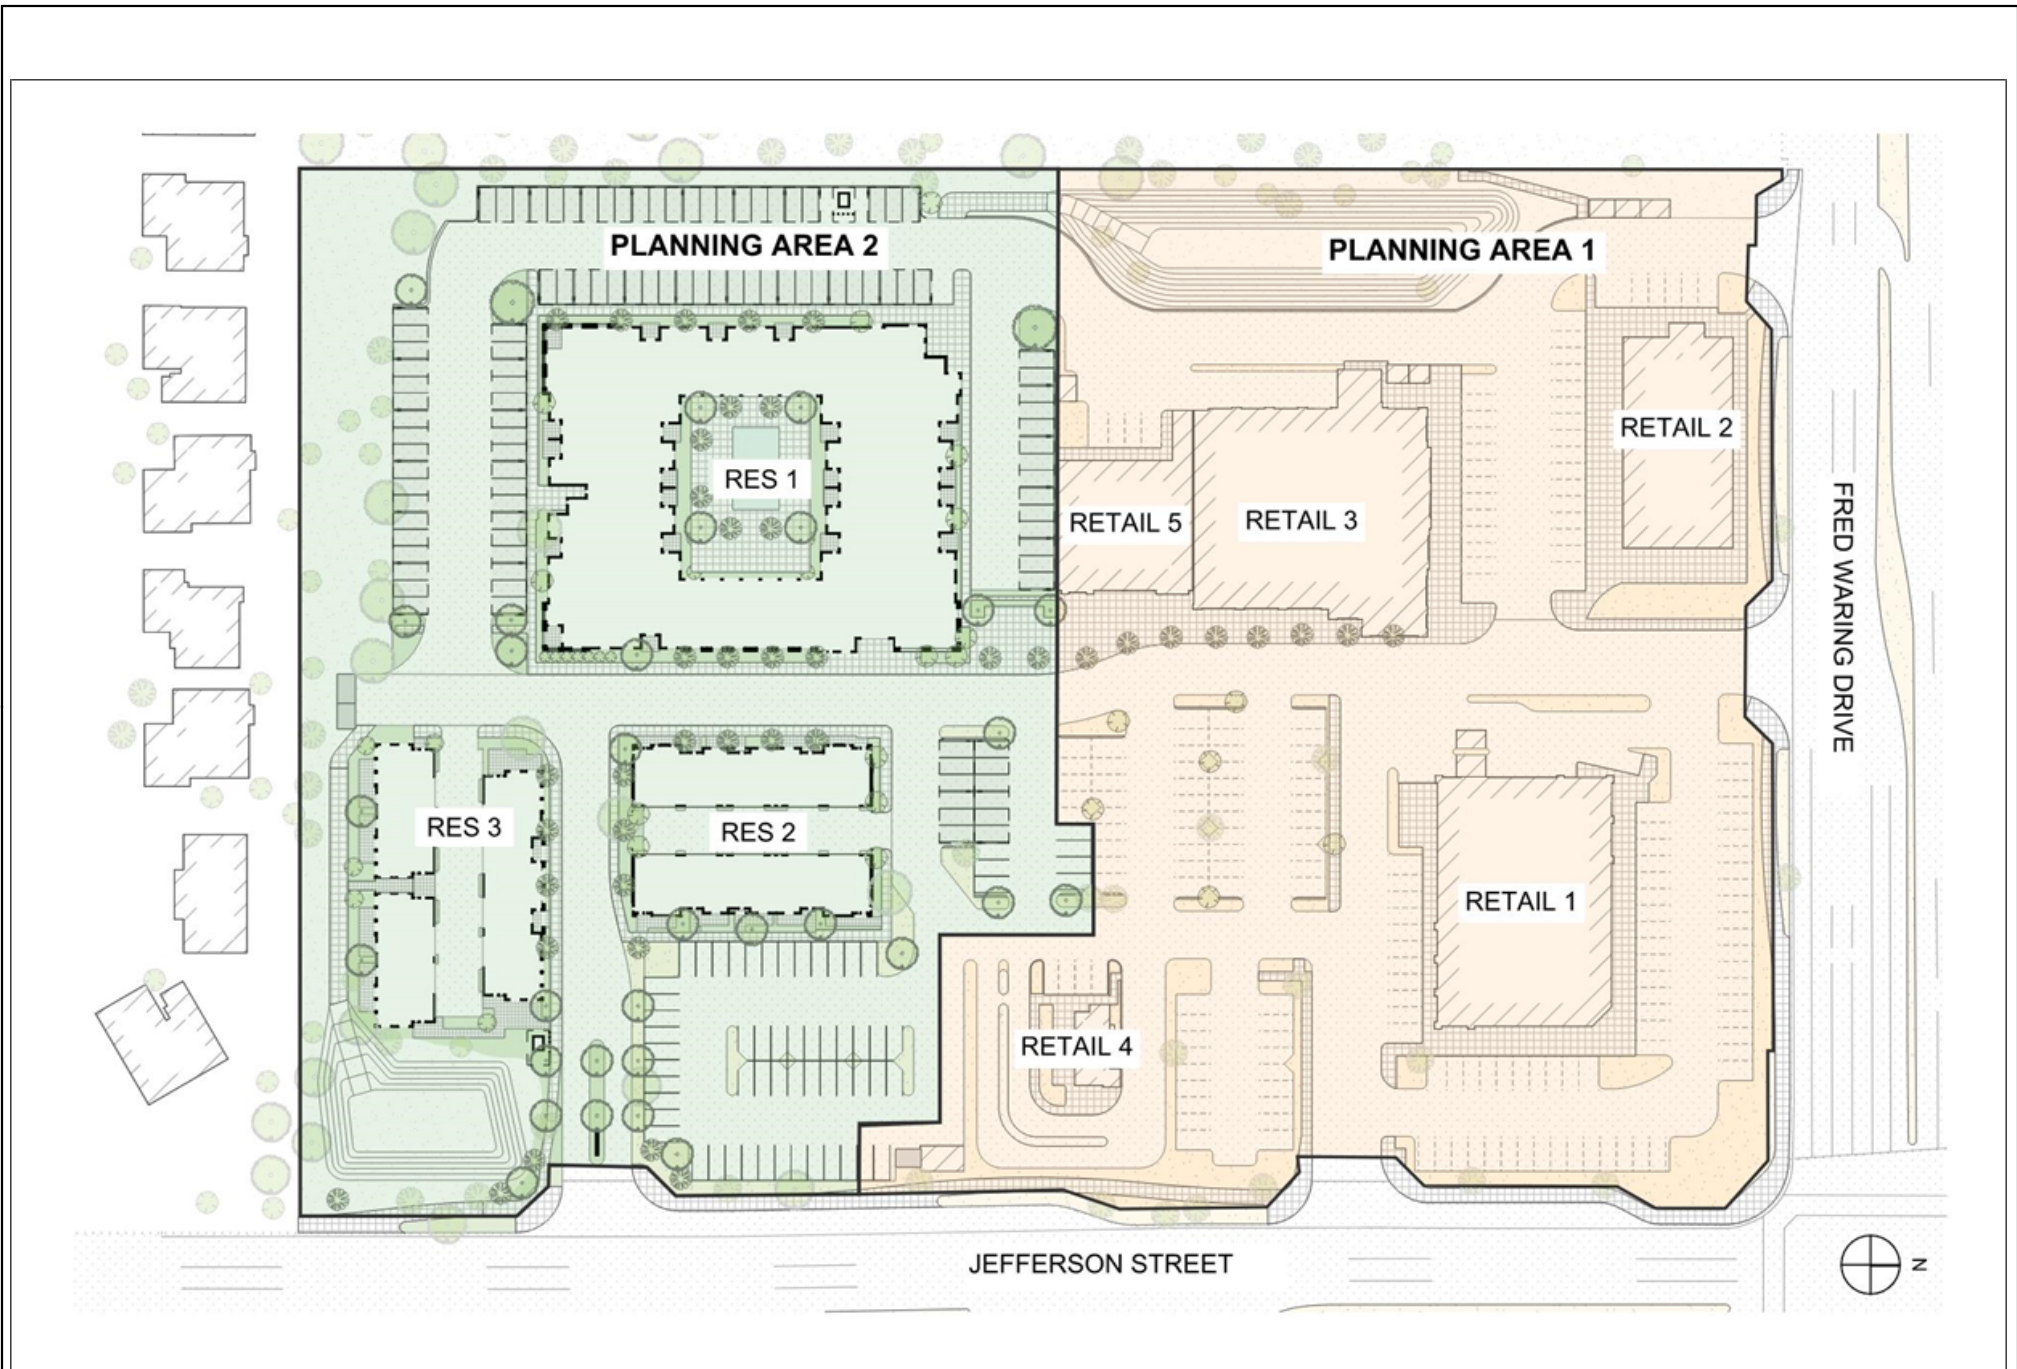 PLANNING AREA 2
PLANNING AREA 1
RETAIL 2
RES 1
RETAIL 5
RETAIL 3
FRED WARING DRIVE
RES 3
RES 2
RETAIL 1
RETAIL 4
JEFFERSON STREET
N